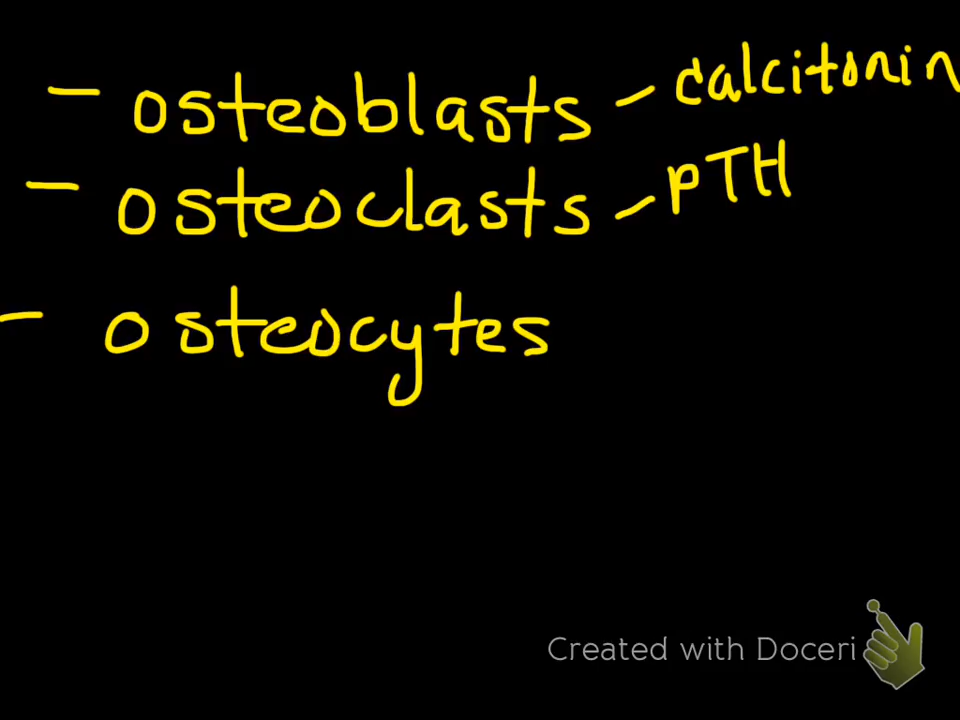 - osteoblasts - calcitonin
- osteoclasts - PTH
- osteocytes
Created with Doceri